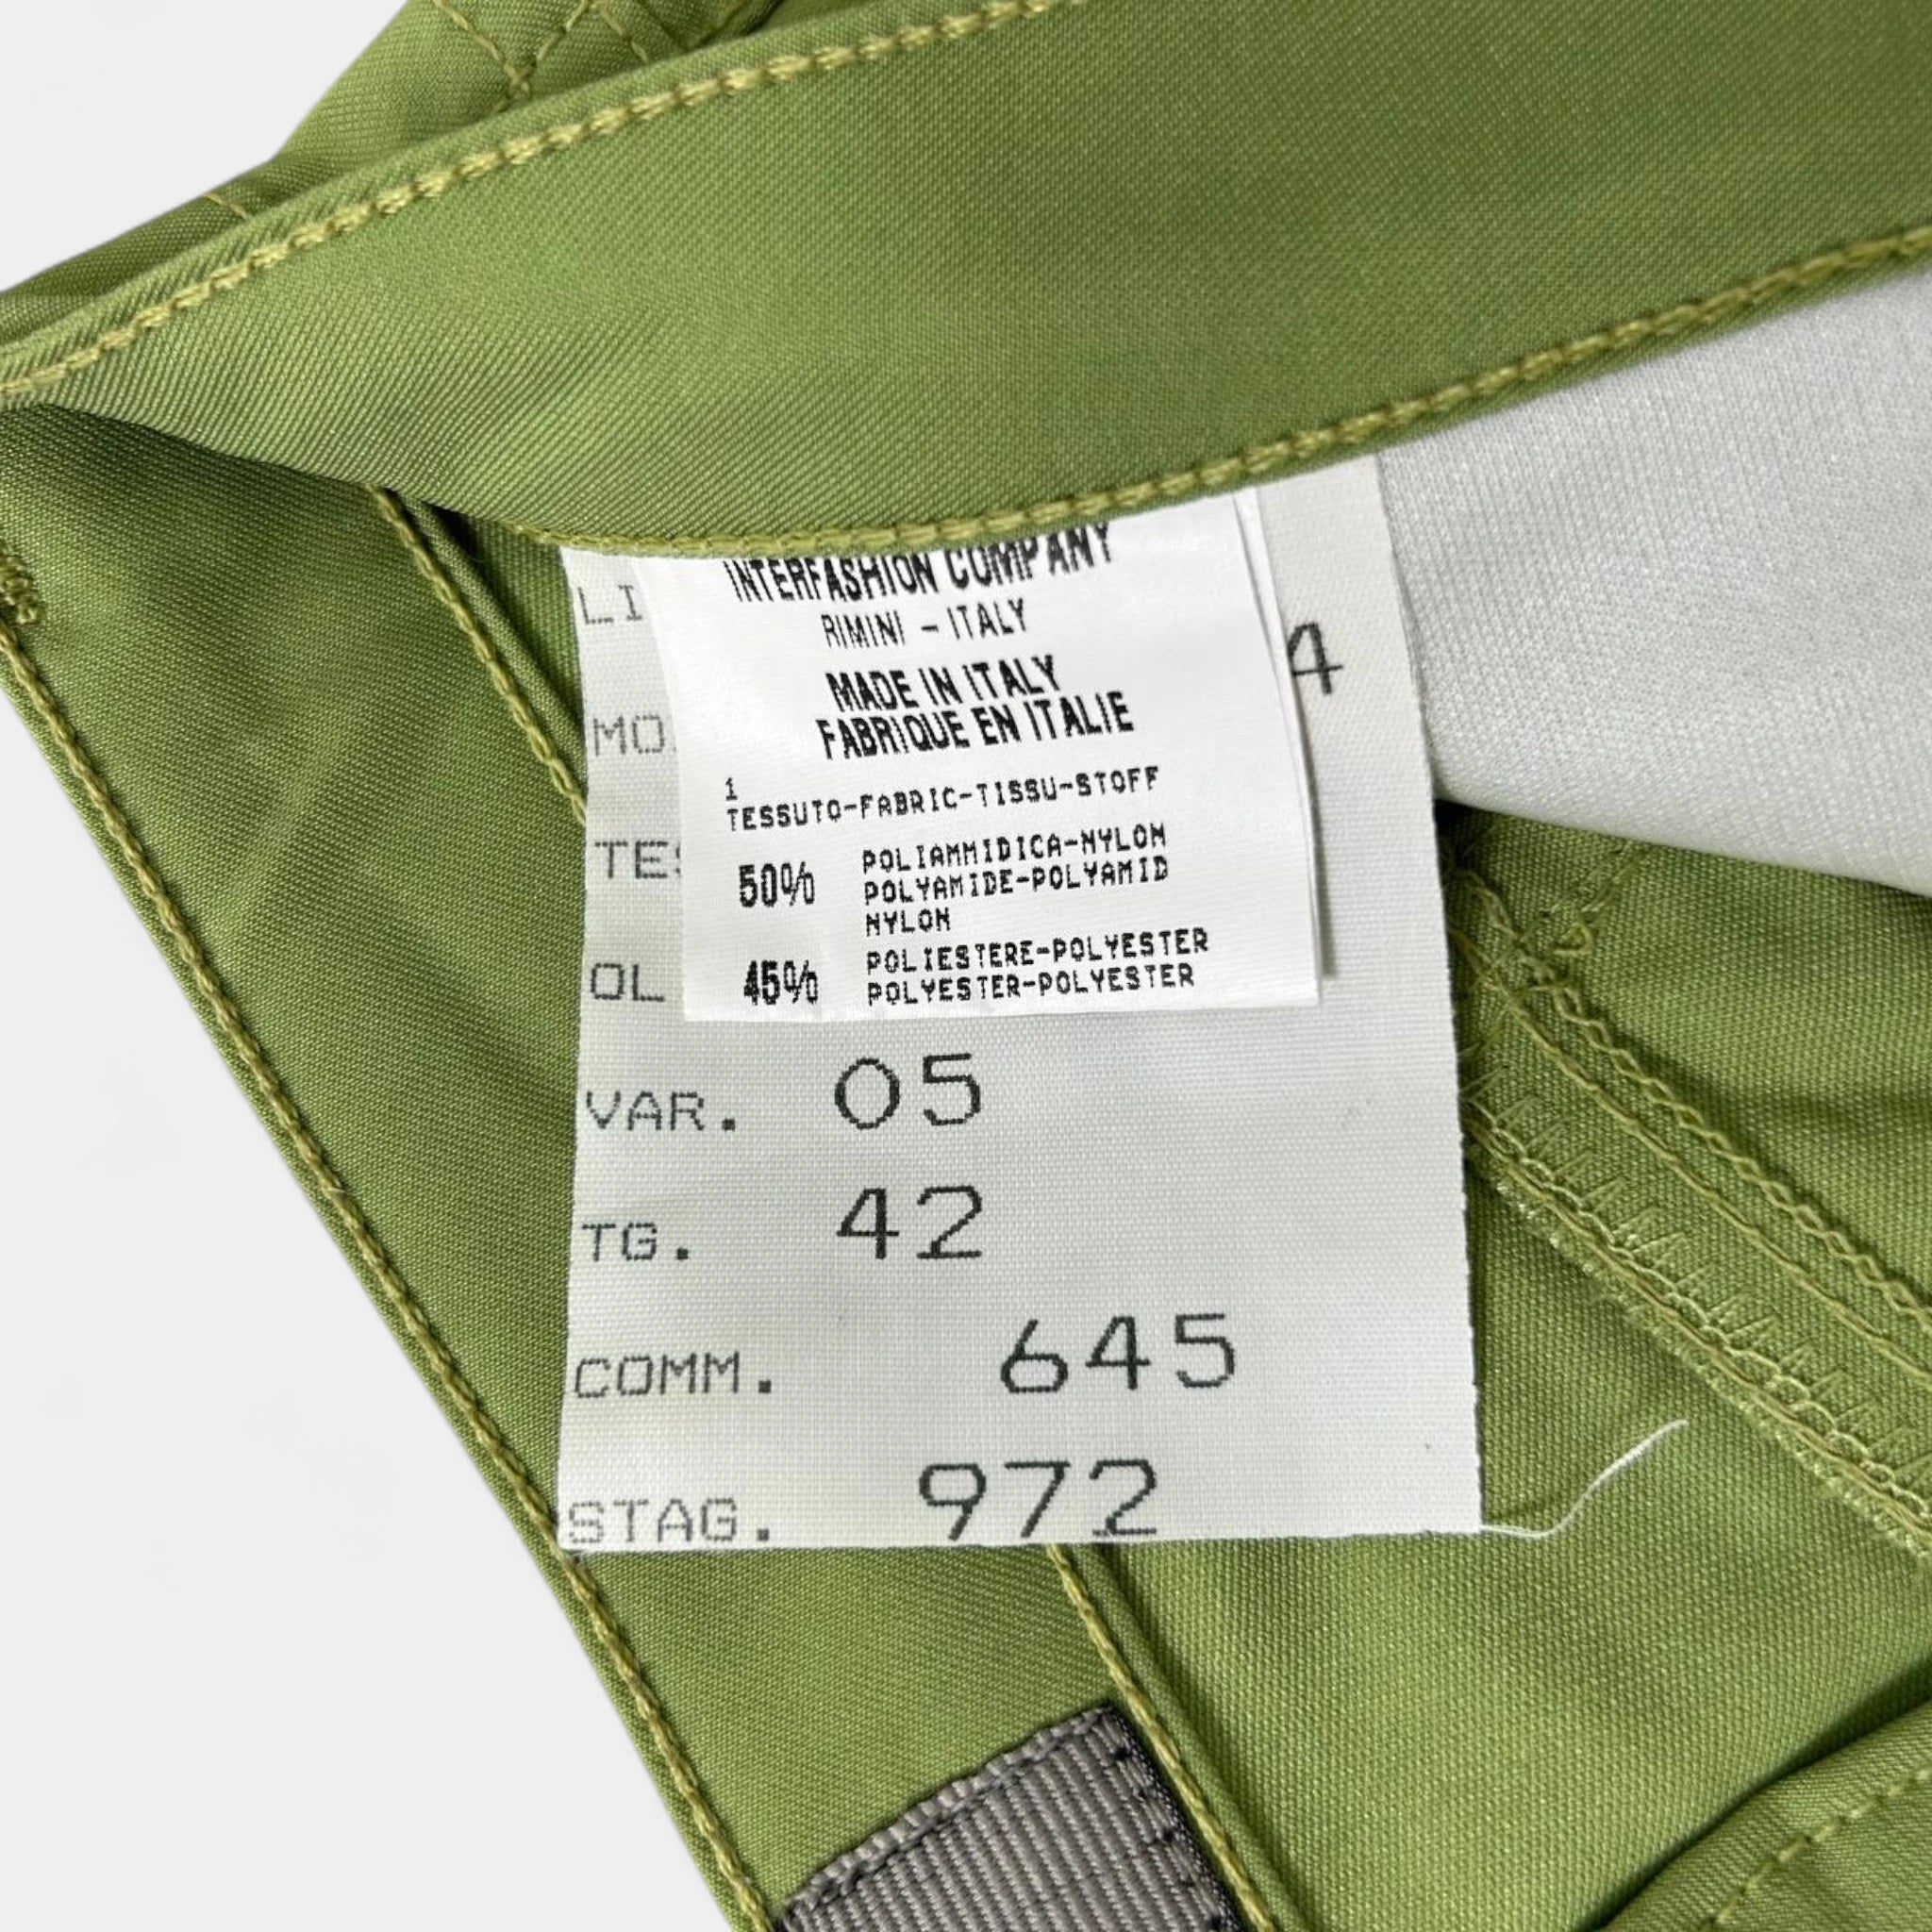 INTERFASHION COMPANY
RIMINI - ITALY
MADE IN ITALY
FABRIQUE EN ITALIE
1
TESSUTO-FABRIC-TISSU-STOFF
50% POLIAMMIDICA-NYLON
POLYAMIDE-POLYAMID
NYLON
45% POLIESTERE-POLYESTER
POLYESTER-POLYESTER
LI
4
MO
TES
OL
VAR. 05
TG. 42
COMM. 645
STAG. 972